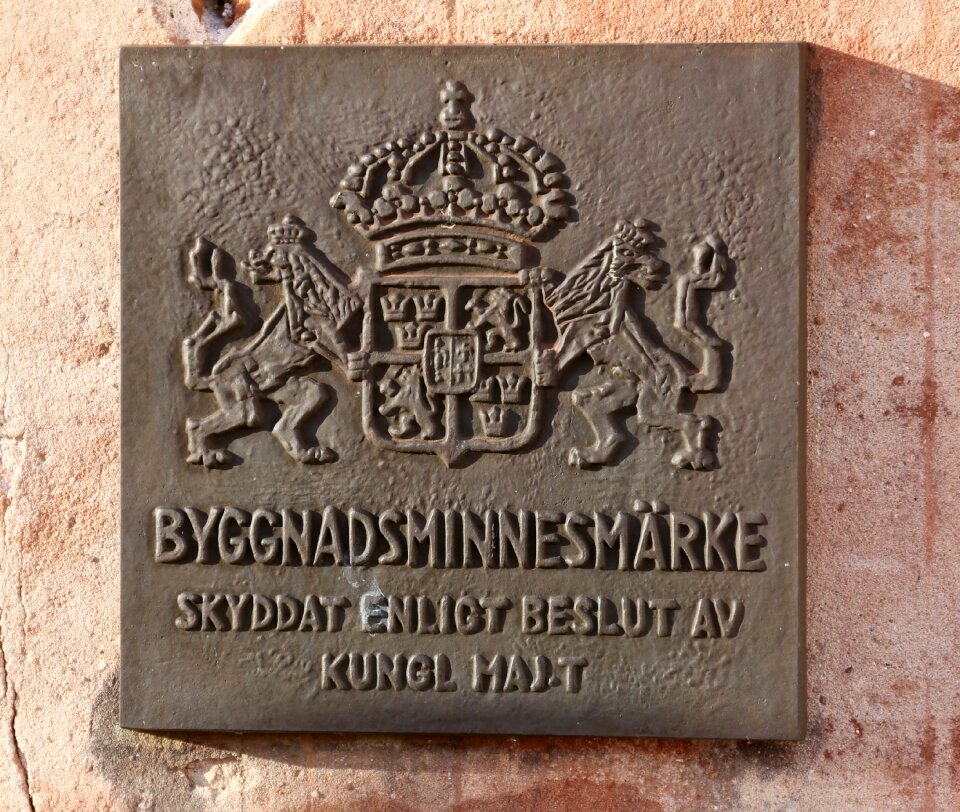 BYGGNADSMINNESMÄRKE
SKYDDAT ENLIGT BESLUT AV
KUNGL MAJ.T